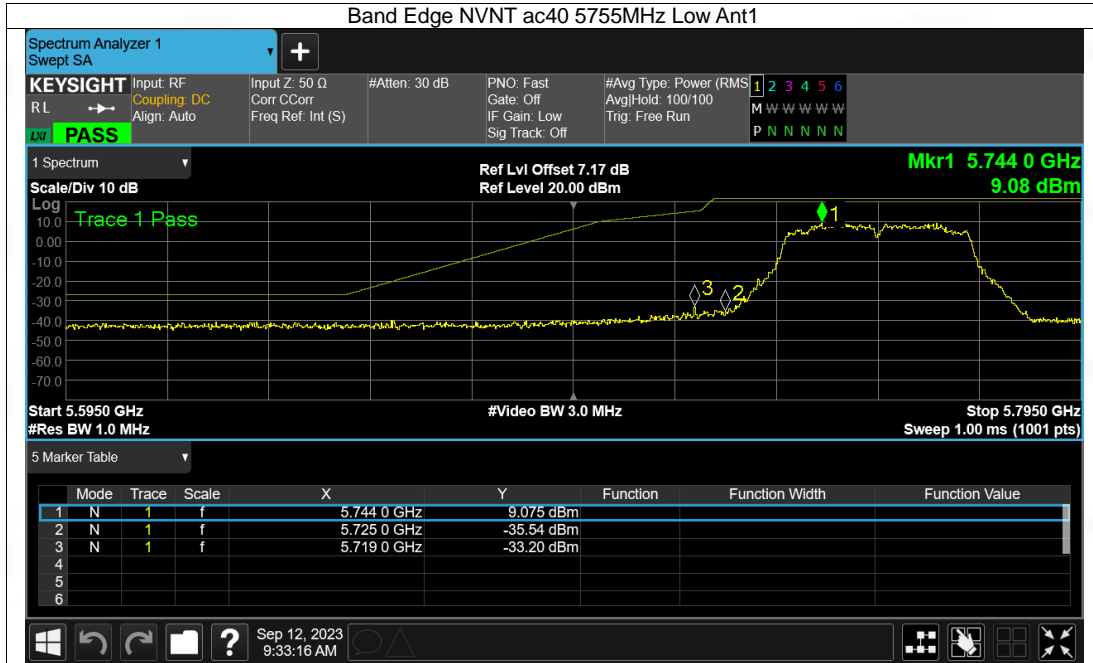 Band Edge NVNT ac40 5755MHz Low Ant1
Spectrum Analyzer 1
Swept SA
+
KEYSIGHT
R L
LXI PASS
Input: RF
Coupling: DC
Align: Auto
Input Z: 50 Ω
Corr CCorr
Freq Ref: Int (S)
#Atten: 30 dB
PNO: Fast
Gate: Off
IF Gain: Low
Sig Track: Off
#Avg Type: Power (RMS
Avg|Hold: 100/100
Trig: Free Run
1 2 3 4 5 6
M W W W W W
P N N N N N
1 Spectrum
Scale/Div 10 dB
Ref Lvl Offset 7.17 dB
Ref Level 20.00 dBm
Mkr1 5.744 0 GHz
9.08 dBm
Log
Trace 1 Pass
10.0
0.00
-10.0
-20.0
-30.0
-40.0
-50.0
-60.0
-70.0
1
3
2
Start 5.5950 GHz
#Res BW 1.0 MHz
#Video BW 3.0 MHz
Stop 5.7950 GHz
Sweep 1.00 ms (1001 pts)
5 Marker Table
Mode Trace Scale X Y Function Function Width Function Value
1 N 1 f 5.744 0 GHz 9.075 dBm
2 N 1 f 5.725 0 GHz -35.54 dBm
3 N 1 f 5.719 0 GHz -33.20 dBm
4
5
6
?
Sep 12, 2023
9:33:16 AM